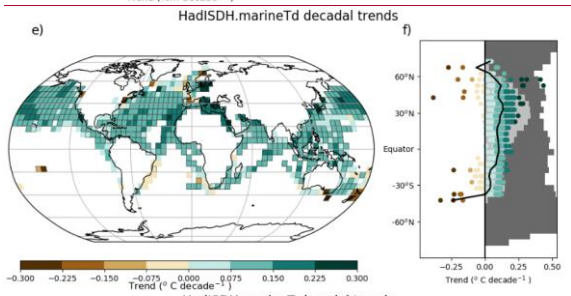 HadISDH.marineTd decadal trends
e)
f)
60°N
30°N
Equator
-30°S
-60°N
-0.300 -0.225 -0.150 -0.075 0.000 0.075 0.150 0.225 0.300
Trend (° C decade⁻¹ )
-0.25 0.00 0.25 0.50
Trend (° C decade⁻¹ )